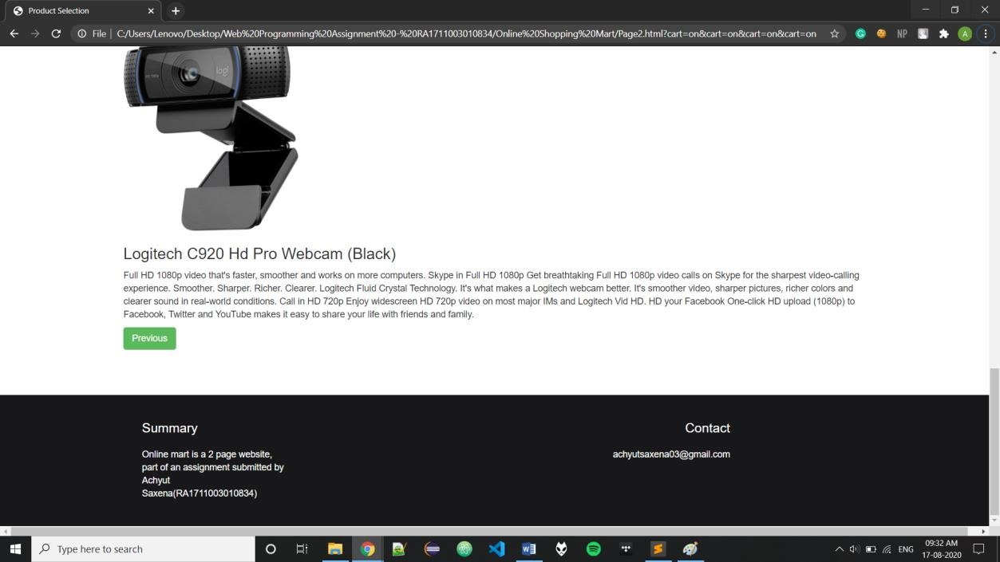 Product Selection
File | C:/Users/Lenovo/Desktop/Web%20Programming%20Assignment%20-%20RA1711003010834/Online%20Shopping%20Mart/Page2.html?cart=on&cart=on&cart=on&cart=on
NP
A
logi
Logitech C920 Hd Pro Webcam (Black)
Full HD 1080p video that's faster, smoother and works on more computers. Skype in Full HD 1080p Get breathtaking Full HD 1080p video calls on Skype for the sharpest video-calling
experience. Smoother. Sharper. Richer. Clearer. Logitech Fluid Crystal Technology. It's what makes a Logitech webcam better. It's smoother video, sharper pictures, richer colors and
clearer sound in real-world conditions. Call in HD 720p Enjoy widescreen HD 720p video on most major IMs and Logitech Vid HD. HD your Facebook One-click HD upload (1080p) to
Facebook, Twitter and YouTube makes it easy to share your life with friends and family.
Previous
Summary
Online mart is a 2 page website,
part of an assignment submitted by
Achyut
Saxena(RA1711003010834)
Contact
achyutsaxena03@gmail.com
Type here to search
ENG
09:32 AM
17-08-2020